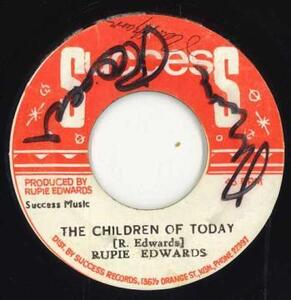 Success
PRODUCED BY
RUPIE EDWARDS
Success Music
THE CHILDREN OF TODAY
[R. Edwards]
RUPIE EDWARDS
DIST. BY SUCCESS RECORDS, 136½ ORANGE ST., KGN, PHONE 27397